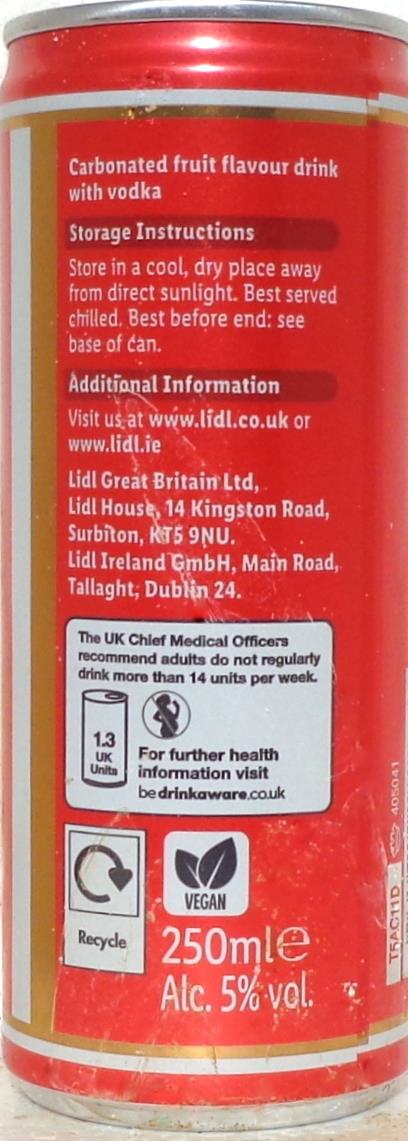 Carbonated fruit flavour drink
with vodka
Storage Instructions
Store in a cool, dry place away
from direct sunlight. Best served
chilled. Best before end: see
base of can.
Additional Information
Visit us at www.lidl.co.uk or
www.lidl.ie
Lidl Great Britain Ltd,
Lidl House, 14 Kingston Road,
Surbiton, KT5 9NU.
Lidl Ireland GmbH, Main Road,
Tallaght, Dublin 24.
The UK Chief Medical Officers
recommend adults do not regularly
drink more than 14 units per week.
1.3
UK
Units
For further health
information visit
bedrinkaware.co.uk
Recycle
VEGAN
250ml℮
Alc. 5% vol.
T5AC11D
405041